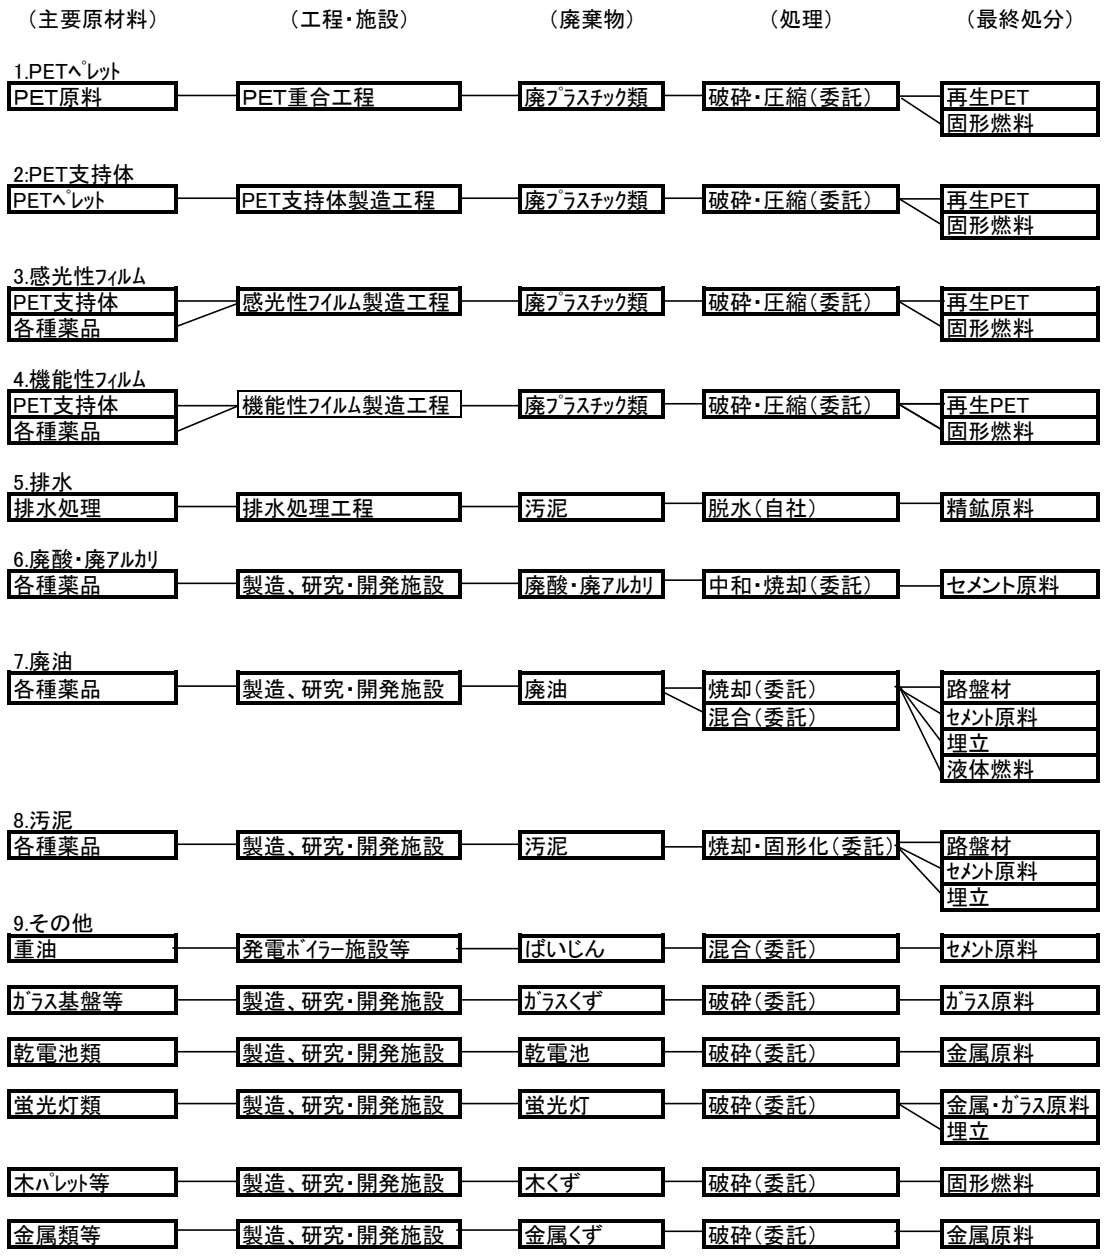 （主要原材料） （工程・施設） （廃棄物） （処理） （最終処分）
1.PETペレット
PET原料 PET重合工程 廃プラスチック類 破砕・圧縮（委託） 再生PET
固形燃料
2:PET支持体
PETペレット PET支持体製造工程 廃プラスチック類 破砕・圧縮（委託） 再生PET
固形燃料
3.感光性フィルム
PET支持体 感光性フイルム製造工程 廃プラスチック類 破砕・圧縮（委託） 再生PET
各種薬品 固形燃料
4.機能性フィルム
PET支持体 機能性フイルム製造工程 廃プラスチック類 破砕・圧縮（委託） 再生PET
各種薬品 固形燃料
5.排水
排水処理 排水処理工程 汚泥 脱水（自社） 精鉱原料
6.廃酸・廃アルカリ
各種薬品 製造、研究・開発施設 廃酸・廃アルカリ 中和・焼却（委託） セメント原料
7.廃油
各種薬品 製造、研究・開発施設 廃油 焼却（委託） 路盤材
混合（委託） セメント原料
埋立
液体燃料
8.汚泥
各種薬品 製造、研究・開発施設 汚泥 焼却・固形化（委託） 路盤材
セメント原料
埋立
9.その他
重油 発電ボイラー施設等 ばいじん 混合（委託） セメント原料
ガラス基盤等 製造、研究・開発施設 ガラスくず 破砕（委託） ガラス原料
乾電池類 製造、研究・開発施設 乾電池 破砕（委託） 金属原料
蛍光灯類 製造、研究・開発施設 蛍光灯 破砕（委託） 金属・ガラス原料
埋立
木パレット等 製造、研究・開発施設 木くず 破砕（委託） 固形燃料
金属類等 製造、研究・開発施設 金属くず 破砕（委託） 金属原料